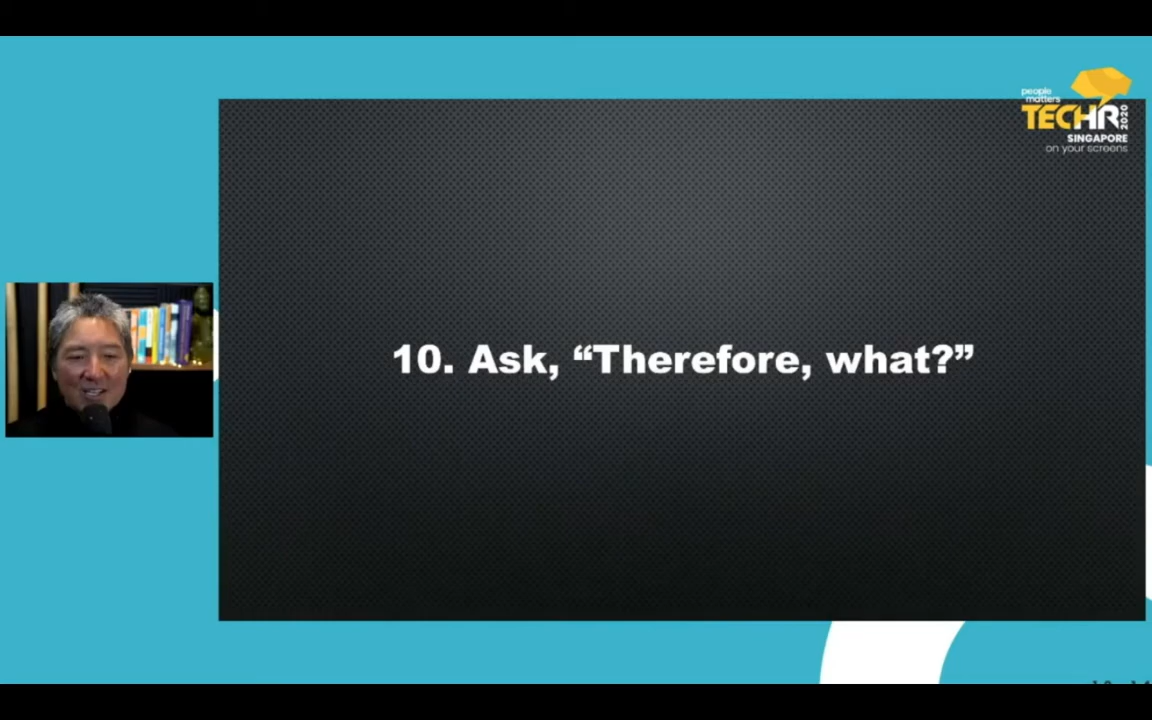 people
matters
TECHR
2020
SINGAPORE
on your screens
10. Ask, “Therefore, what?”